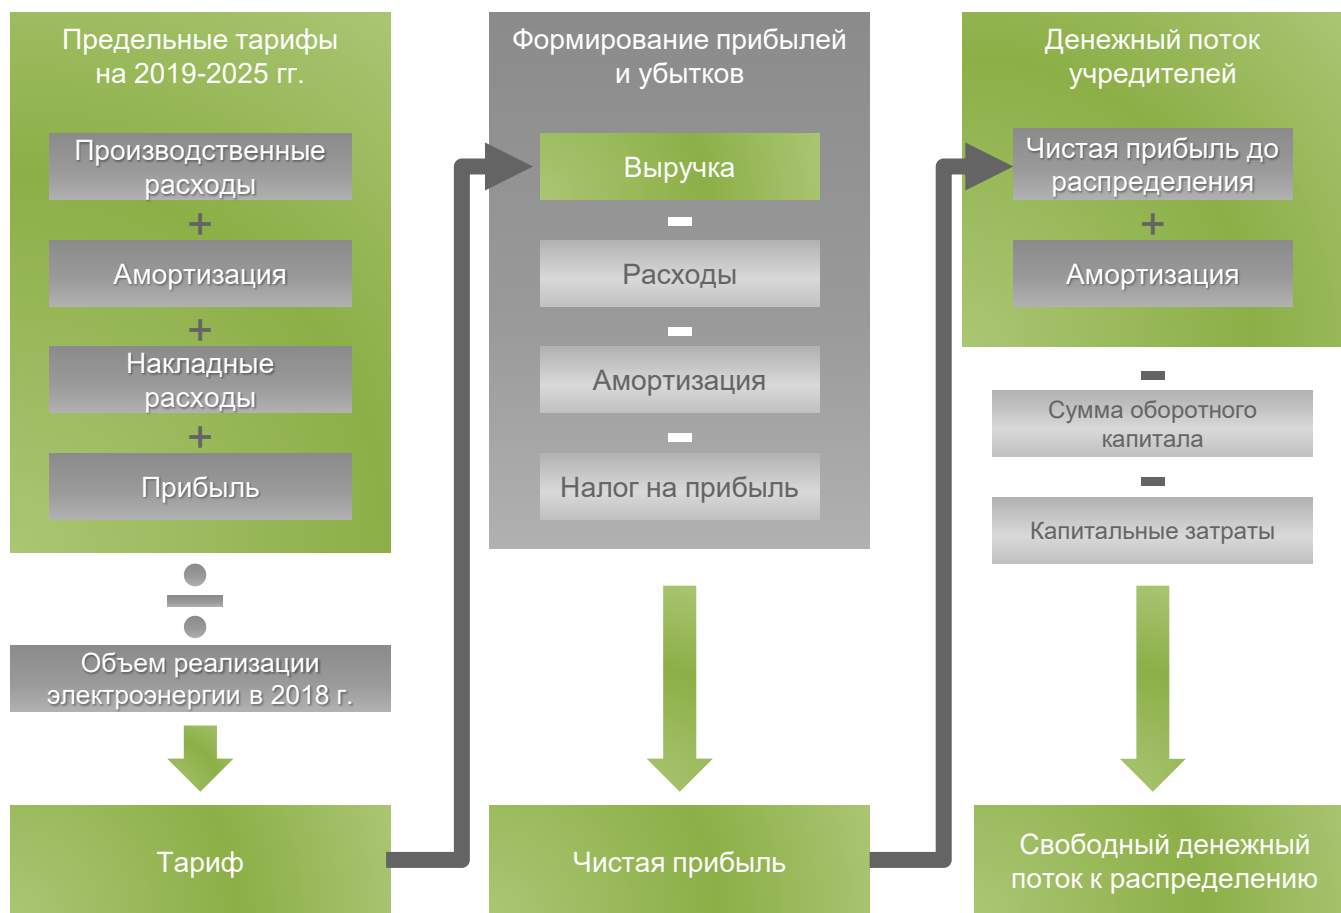 Предельные тарифы
на 2019-2025 гг.
Производственные
расходы
+
Амортизация
+
Накладные
расходы
+
Прибыль
÷
Объем реализации
электроэнергии в 2018 г.
Тариф
Формирование прибылей
и убытков
Выручка
-
Расходы
-
Амортизация
-
Налог на прибыль
Чистая прибыль
Денежный поток
учредителей
Чистая прибыль до
распределения
+
Амортизация
-
Сумма оборотного
капитала
-
Капитальные затраты
Свободный денежный
поток к распределению